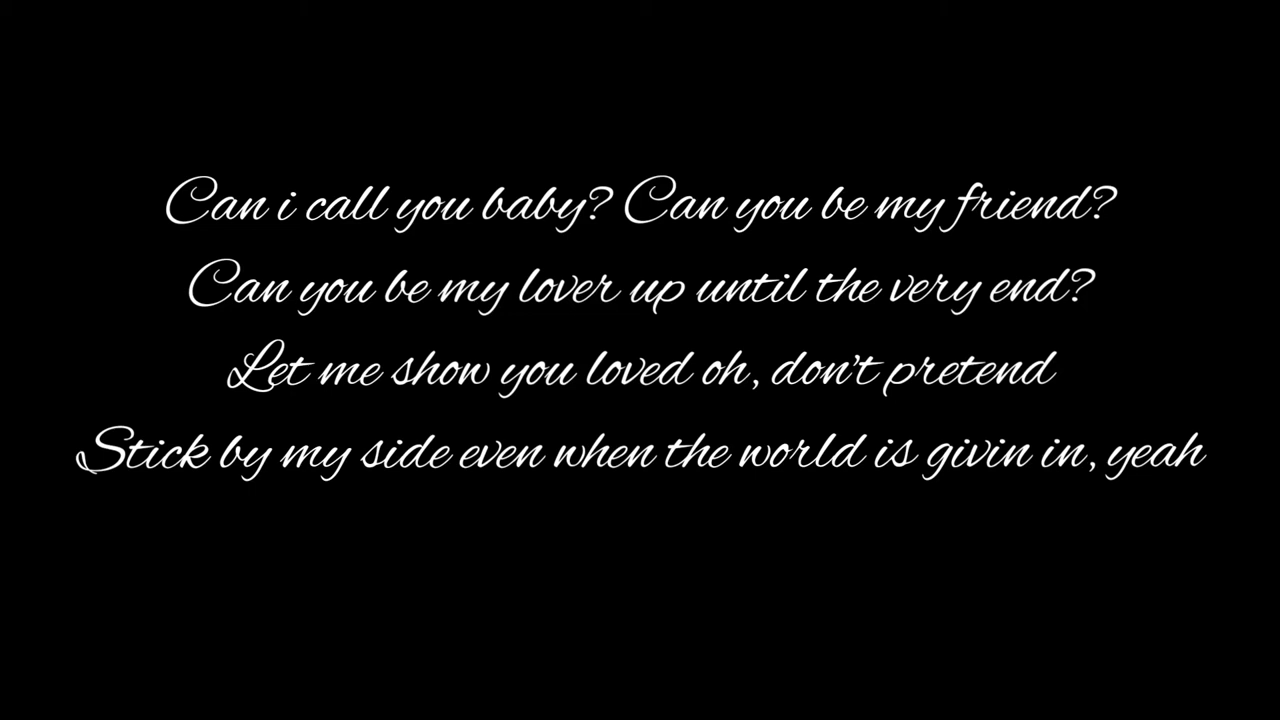 Can i call you baby? Can you be my friend?
Can you be my lover up until the very end?
Let me show you loved oh, don't pretend
Stick by my side even when the world is givin in, yeah